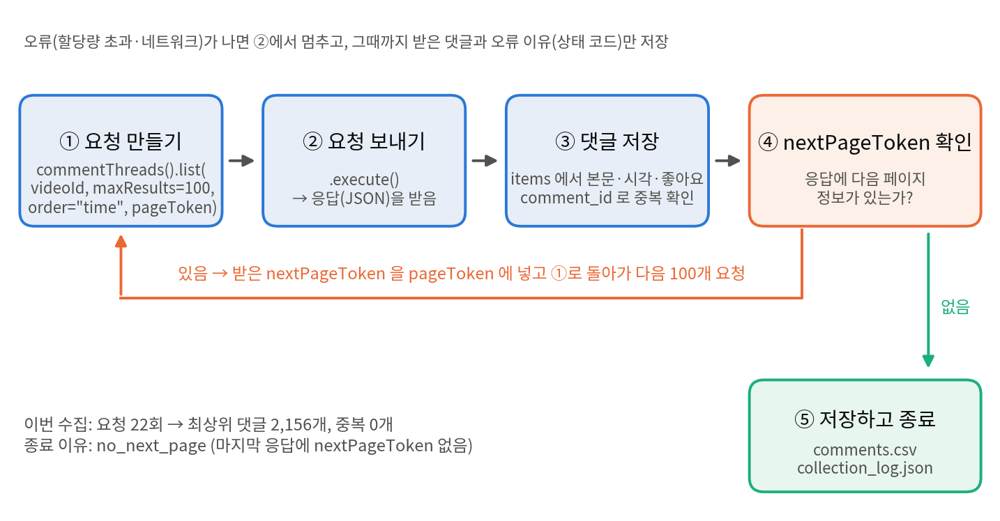 오류(할당량 초과·네트워크)가 나면 ②에서 멈추고, 그때까지 받은 댓글과 오류 이유(상태 코드)만 저장
① 요청 만들기
commentThreads().list(
videoId, maxResults=100,
order="time", pageToken)
② 요청 보내기
.execute()
→ 응답(JSON)을 받음
③ 댓글 저장
items 에서 본문·시각·좋아요
comment_id 로 중복 확인
④ nextPageToken 확인
응답에 다음 페이지
정보가 있는가?
있음 → 받은 nextPageToken 을 pageToken 에 넣고 ①로 돌아가 다음 100개 요청
없음
⑤ 저장하고 종료
comments.csv
collection_log.json
이번 수집: 요청 22회 → 최상위 댓글 2,156개, 중복 0개
종료 이유: no_next_page (마지막 응답에 nextPageToken 없음)